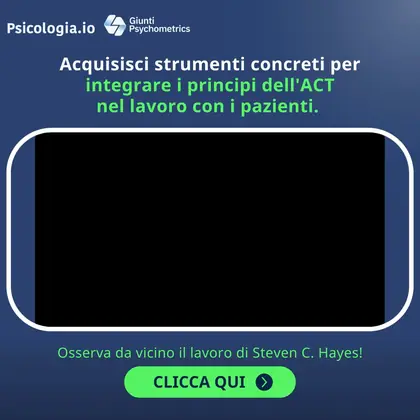 Psicologia.io
Giunti
Psychometrics
Acquisisci strumenti concreti per
integrare i principi dell'ACT
nel lavoro con i pazienti.
Osserva da vicino il lavoro di Steven C. Hayes!
CLICCA QUI